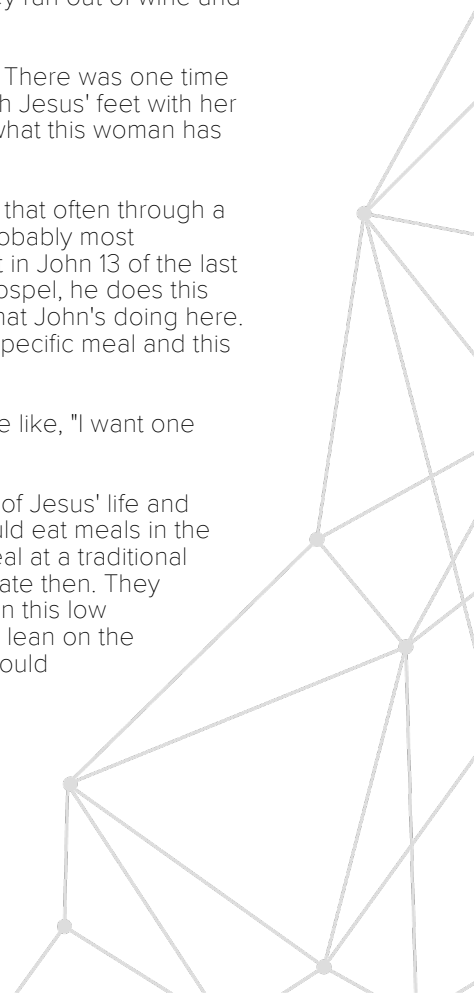 ran out of wine and
There was one time
h Jesus' feet with her
what this woman has
that often through a
obably most
t in John 13 of the last
ospel, he does this
hat John's doing here.
pecific meal and this
e like, "I want one
of Jesus' life and
uld eat meals in the
eal at a traditional
ate then. They
n this low
lean on the
ould